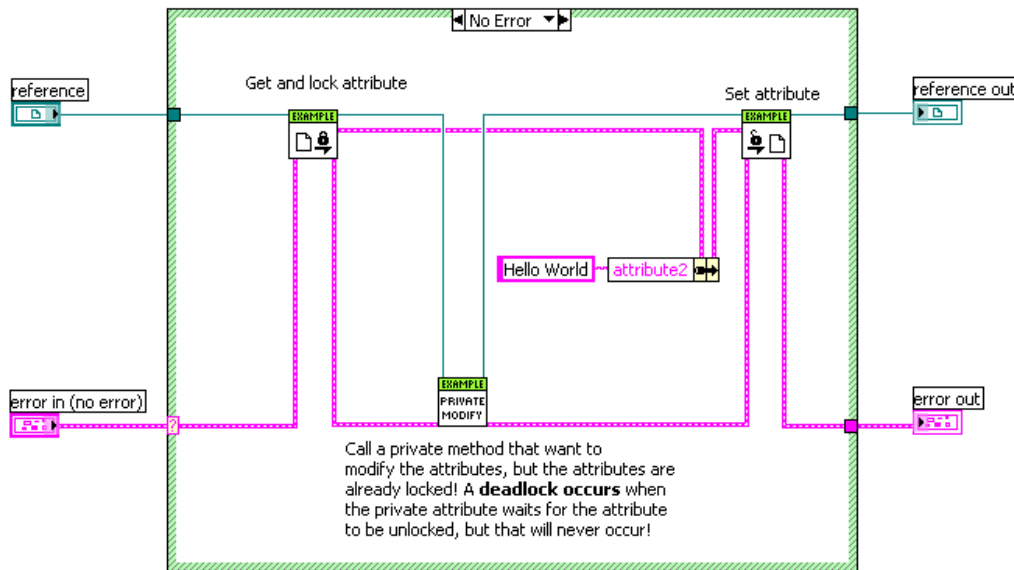 No Error
Get and lock attribute
reference
Set attribute
reference out
EXAMPLE
EXAMPLE
Hello World
attribute2
EXAMPLE
PRIVATE
MODIFY
error in (no error)
?
error out
Call a private method that want to
modify the attributes, but the attributes are
already locked! A deadlock occurs when
the private attribute waits for the attribute
to be unlocked, but that will never occur!